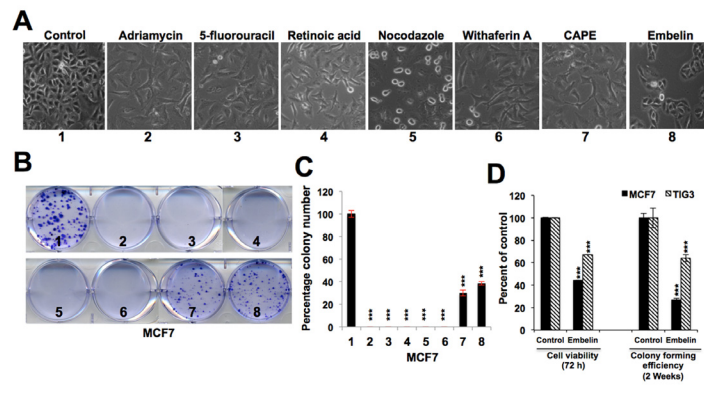 A
Control Adriamycin 5-fluorouracil Retinoic acid Nocodazole Withaferin A CAPE Embelin
1 2 3 4 5 6 7 8
B
1 2 3 4
5 6 7 8
MCF7
C
Percentage colony number
120
100
80
60
40
20
0
*** *** *** *** *** *** ***
1 2 3 4 5 6 7 8
MCF7
D
MCF7 TIG3
Percent of control
120
100
80
60
40
20
0
*** *** *** ***
Control Embelin Control Embelin
Cell viability
(72 h)
Colony forming
efficiency
(2 Weeks)